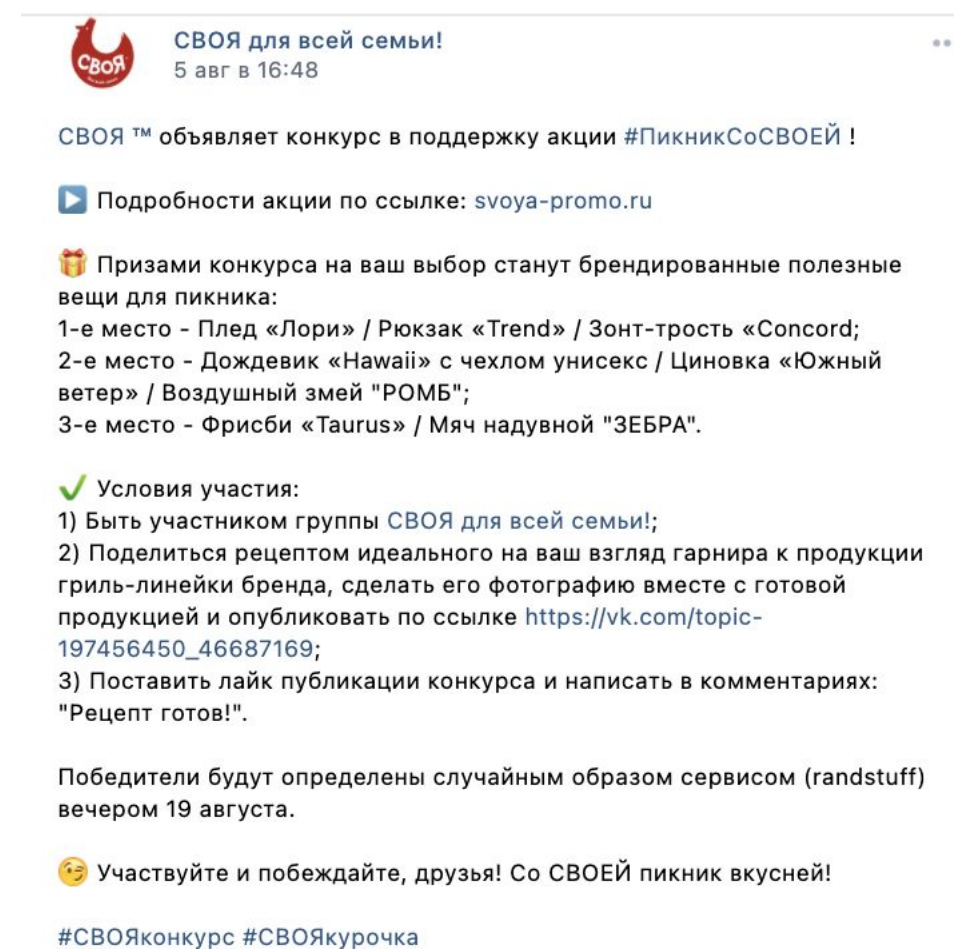 СВОЯ
СВОЯ для всей семьи!
5 авг в 16:48
СВОЯ ™ объявляет конкурс в поддержку акции #ПикникСоСВОЕЙ !
Подробности акции по ссылке: svoya-promo.ru
Призами конкурса на ваш выбор станут брендированные полезные
вещи для пикника:
1-е место - Плед «Лори» / Рюкзак «Trend» / Зонт-трость «Concord;
2-е место - Дождевик «Hawaii» с чехлом унисекс / Циновка «Южный
ветер» / Воздушный змей "РОМБ";
3-е место - Фрисби «Taurus» / Мяч надувной "ЗЕБРА".
Условия участия:
1) Быть участником группы СВОЯ для всей семьи!;
2) Поделиться рецептом идеального на ваш взгляд гарнира к продукции
гриль-линейки бренда, сделать его фотографию вместе с готовой
продукцией и опубликовать по ссылке https://vk.com/topic-
197456450_46687169;
3) Поставить лайк публикации конкурса и написать в комментариях:
"Рецепт готов!".
Победители будут определены случайным образом сервисом (randstuff)
вечером 19 августа.
Участвуйте и побеждайте, друзья! Со СВОЕЙ пикник вкусней!
#СВОЯконкурс #СВОЯкурочка